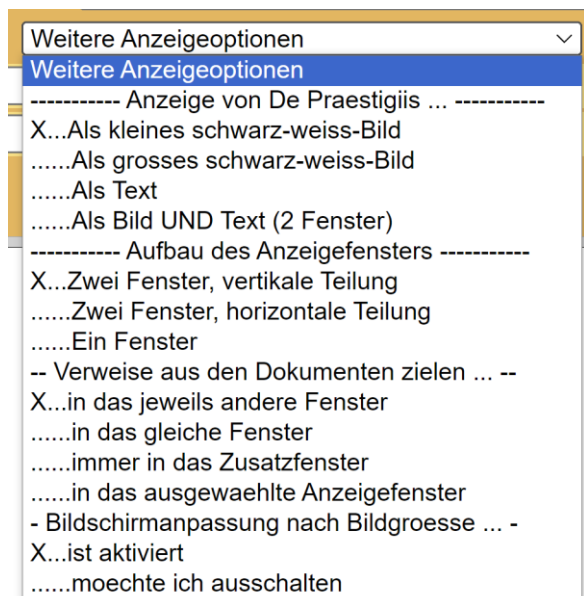 Weitere Anzeigeoptionen
Weitere Anzeigeoptionen
----------- Anzeige von De Praestigiis ... -----------
X...Als kleines schwarz-weiss-Bild
......Als grosses schwarz-weiss-Bild
......Als Text
......Als Bild UND Text (2 Fenster)
----------- Aufbau des Anzeigefensters -----------
X...Zwei Fenster, vertikale Teilung
......Zwei Fenster, horizontale Teilung
......Ein Fenster
-- Verweise aus den Dokumenten zielen ... --
X...in das jeweils andere Fenster
......in das gleiche Fenster
......immer in das Zusatzfenster
......in das ausgewaehlte Anzeigefenster
- Bildschirmanpassung nach Bildgroesse ... -
X...ist aktiviert
......moechte ich ausschalten